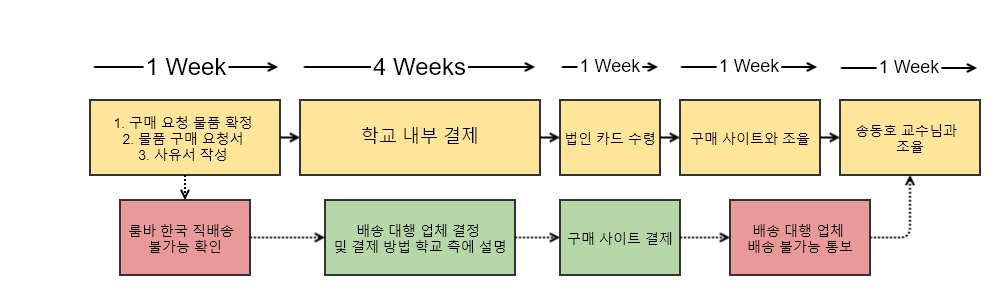 1 Week
4 Weeks
1 Week
1 Week
1 Week
1. 구매 요청 물품 확정
2. 물품 구매 요청서
3. 사유서 작성
학교 내부 결제
법인 카드 수령
구매 사이트와 조율
송동호 교수님과
조율
룸바 한국 직배송
불가능 확인
배송 대행 업체 결정
및 결제 방법 학교 측에 설명
구매 사이트 결제
배송 대행 업체
배송 불가능 통보